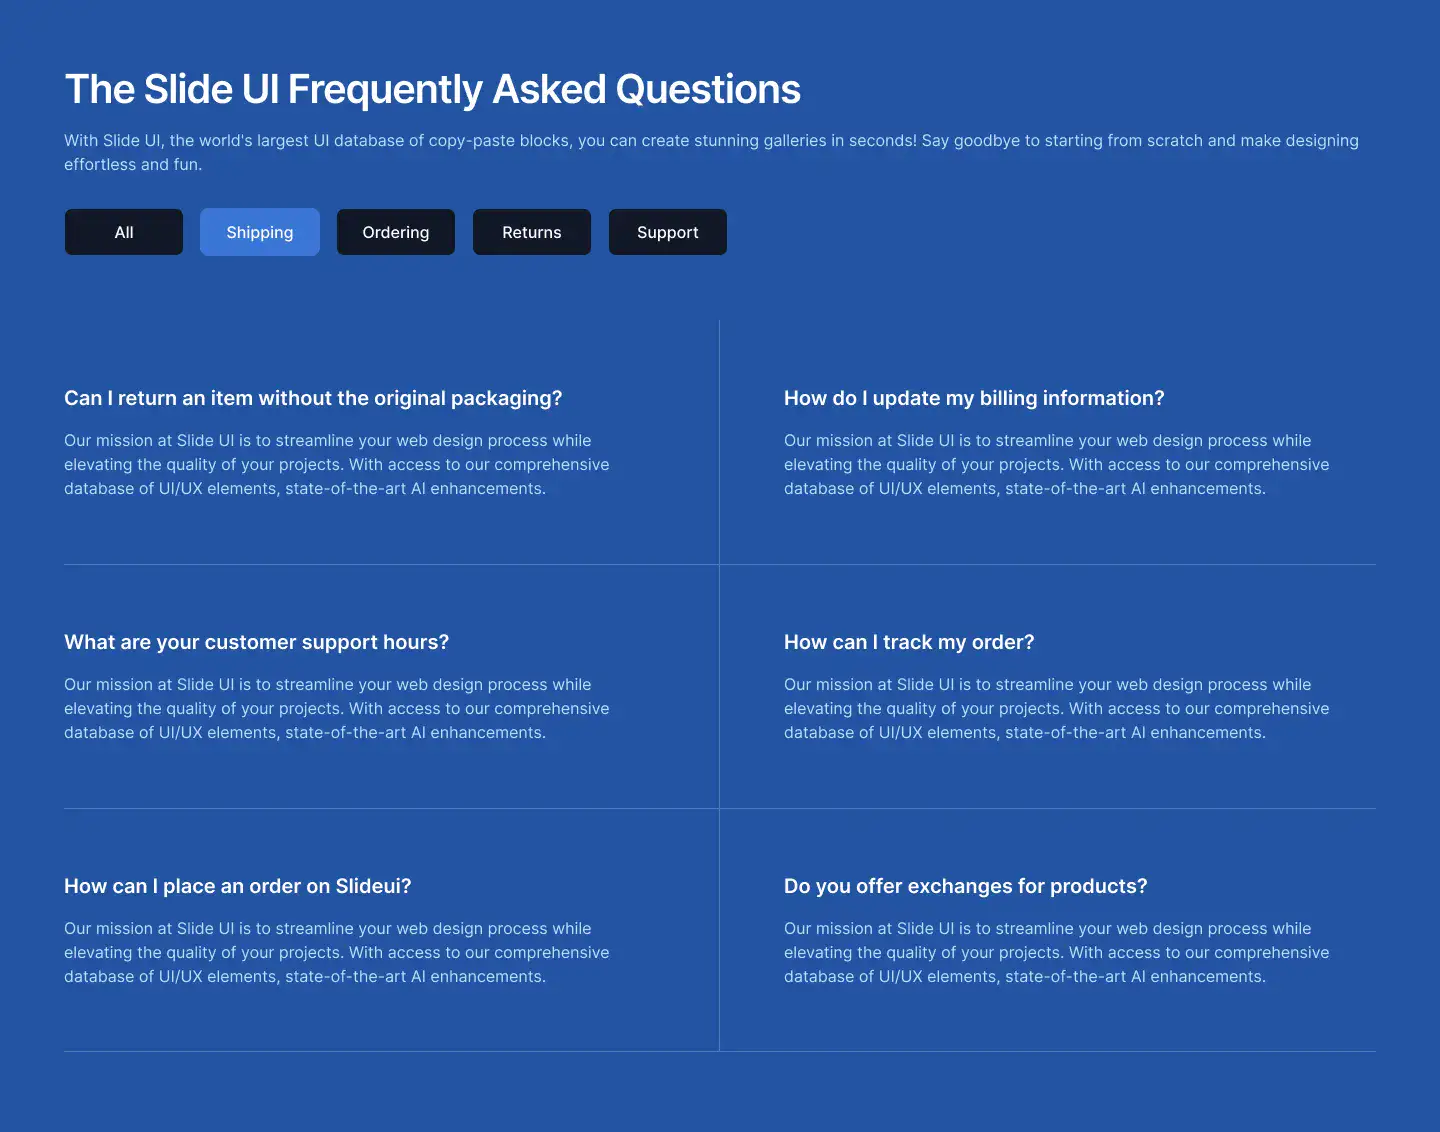 The Slide UI Frequently Asked Questions
With Slide UI, the world's largest UI database of copy-paste blocks, you can create stunning galleries in seconds! Say goodbye to starting from scratch and make designing
effortless and fun.
All
Shipping
Ordering
Returns
Support
Can I return an item without the original packaging?
Our mission at Slide UI is to streamline your web design process while
elevating the quality of your projects. With access to our comprehensive
database of UI/UX elements, state-of-the-art AI enhancements.
How do I update my billing information?
Our mission at Slide UI is to streamline your web design process while
elevating the quality of your projects. With access to our comprehensive
database of UI/UX elements, state-of-the-art AI enhancements.
What are your customer support hours?
Our mission at Slide UI is to streamline your web design process while
elevating the quality of your projects. With access to our comprehensive
database of UI/UX elements, state-of-the-art AI enhancements.
How can I track my order?
Our mission at Slide UI is to streamline your web design process while
elevating the quality of your projects. With access to our comprehensive
database of UI/UX elements, state-of-the-art AI enhancements.
How can I place an order on Slideui?
Our mission at Slide UI is to streamline your web design process while
elevating the quality of your projects. With access to our comprehensive
database of UI/UX elements, state-of-the-art AI enhancements.
Do you offer exchanges for products?
Our mission at Slide UI is to streamline your web design process while
elevating the quality of your projects. With access to our comprehensive
database of UI/UX elements, state-of-the-art AI enhancements.